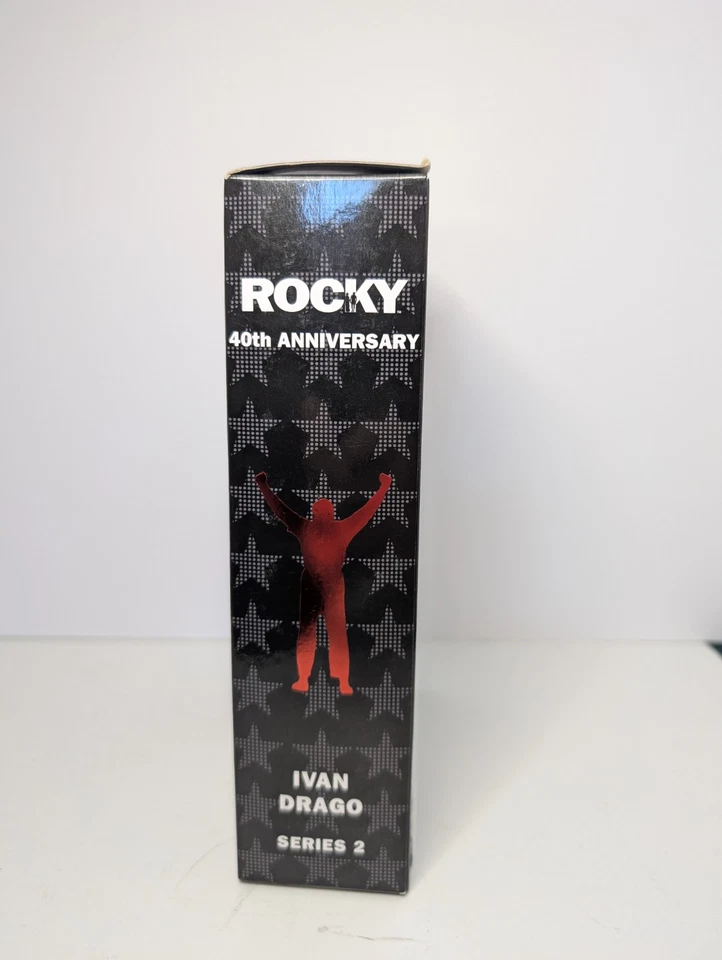 ROCKY
40th ANNIVERSARY
IVAN
DRAGO
SERIES 2